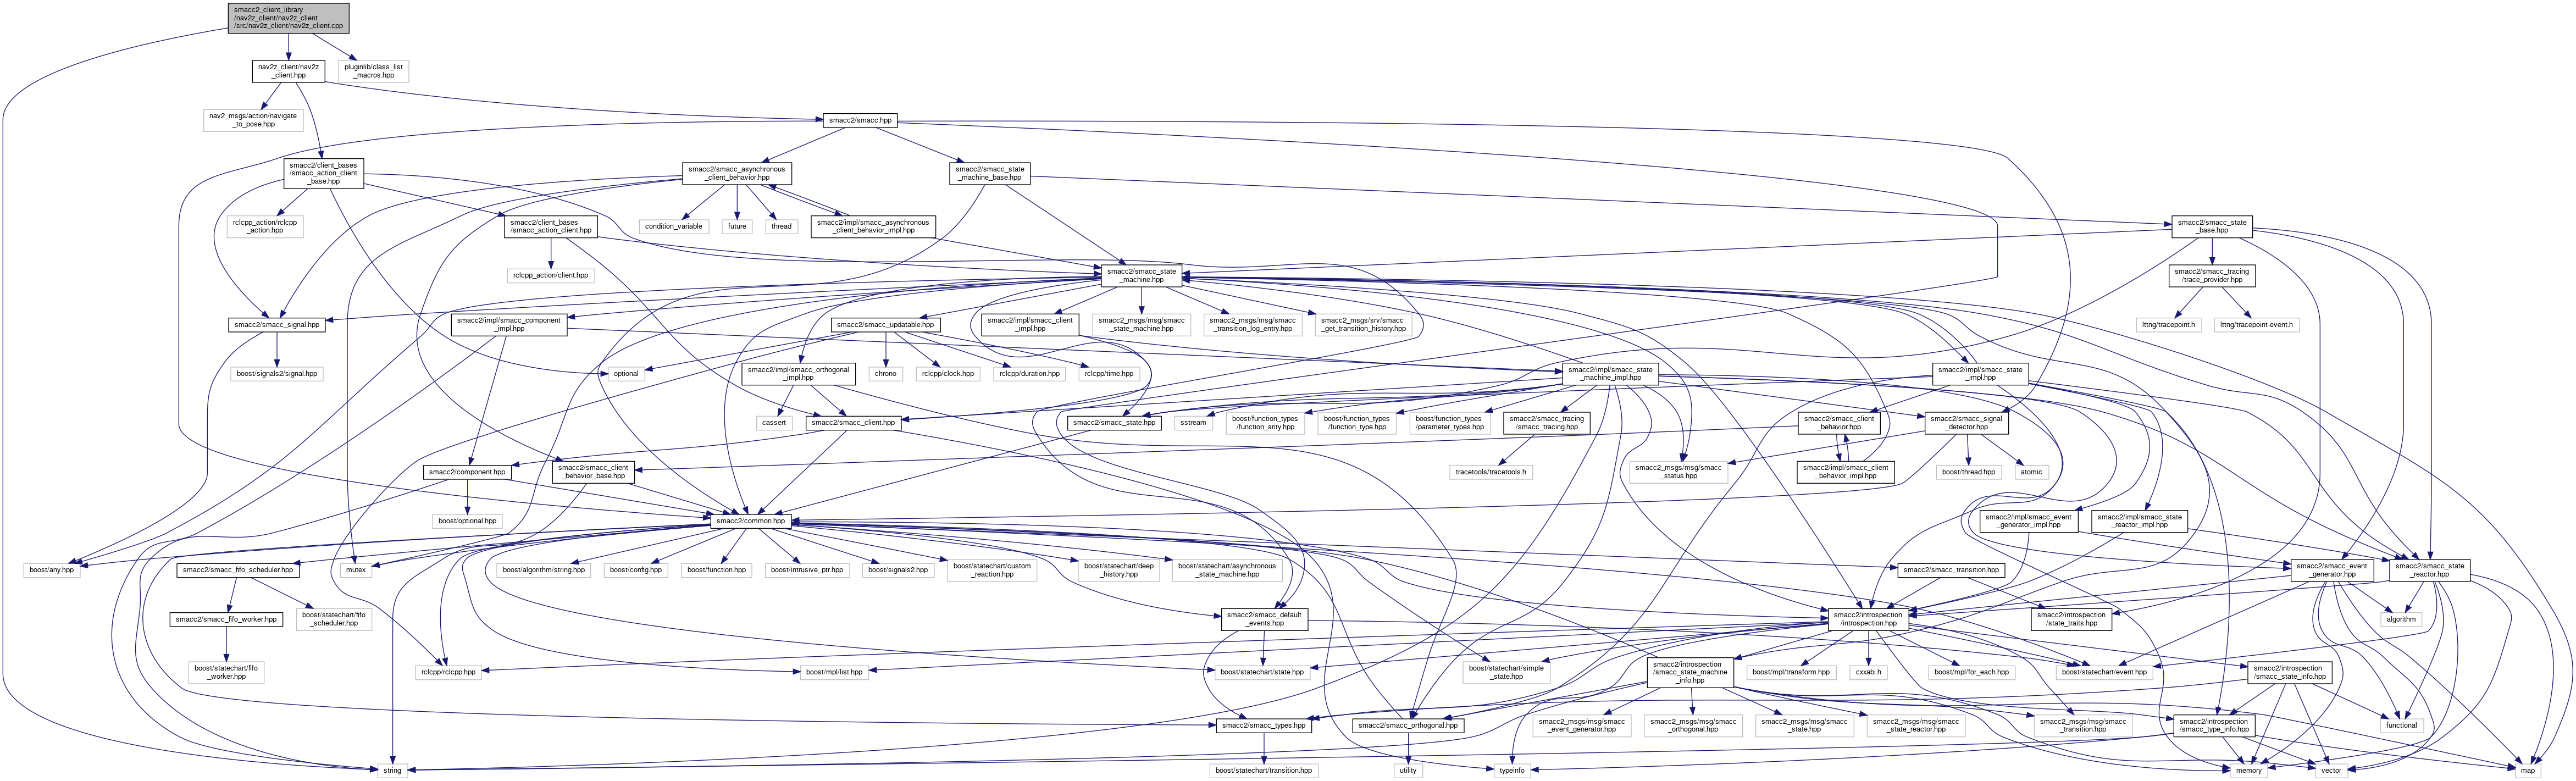 smacc2_client_library
/nav2z_client/nav2z_client
/src/nav2z_client/nav2z_client.cpp
nav2z_client/nav2z
_client.hpp
pluginlib/class_list
_macros.hpp
nav2_msgs/action/navigate
_to_pose.hpp
smacc2/smacc.hpp
smacc2/client_bases
/smacc_action_client
_base.hpp
smacc2/smacc_asynchronous
_client_behavior.hpp
smacc2/smacc_state
_machine_base.hpp
rclcpp_action/rclcpp
_action.hpp
smacc2/client_bases
/smacc_action_client.hpp
condition_variable
future
thread
smacc2/impl/smacc_asynchronous
_client_behavior_impl.hpp
smacc2/smacc_state
_base.hpp
rclcpp_action/client.hpp
smacc2/smacc_state
_machine.hpp
smacc2/smacc_tracing
/trace_provider.hpp
smacc2/smacc_signal.hpp
smacc2/impl/smacc_component
_impl.hpp
smacc2/smacc_updatable.hpp
smacc2/impl/smacc_client
_impl.hpp
smacc2_msgs/msg/smacc
_state_machine.hpp
smacc2_msgs/msg/smacc
_transition_log_entry.hpp
smacc2_msgs/srv/smacc
_get_transition_history.hpp
lttng/tracepoint.h
lttng/tracepoint-event.h
boost/signals2/signal.hpp
optional
smacc2/impl/smacc_orthogonal
_impl.hpp
chrono
rclcpp/clock.hpp
rclcpp/duration.hpp
rclcpp/time.hpp
smacc2/impl/smacc_state
_machine_impl.hpp
smacc2/impl/smacc_state
_impl.hpp
cassert
smacc2/smacc_client.hpp
smacc2/smacc_state.hpp
sstream
boost/function_types
/function_arity.hpp
boost/function_types
/function_type.hpp
boost/function_types
/parameter_types.hpp
smacc2/smacc_tracing
/smacc_tracing.hpp
smacc2/smacc_client
_behavior.hpp
smacc2/smacc_signal
_detector.hpp
smacc2/component.hpp
smacc2/smacc_client
_behavior_base.hpp
tracetools/tracetools.h
smacc2_msgs/msg/smacc
_status.hpp
smacc2/impl/smacc_client
_behavior_impl.hpp
boost/thread.hpp
atomic
boost/optional.hpp
smacc2/common.hpp
smacc2/impl/smacc_event
_generator_impl.hpp
smacc2/impl/smacc_state
_reactor_impl.hpp
boost/any.hpp
smacc2/smacc_fifo_scheduler.hpp
mutex
boost/algorithm/string.hpp
boost/config.hpp
boost/function.hpp
boost/intrusive_ptr.hpp
boost/signals2.hpp
boost/statechart/custom
_reaction.hpp
boost/statechart/deep
_history.hpp
boost/statechart/asynchronous
_state_machine.hpp
smacc2/smacc_transition.hpp
smacc2/smacc_event
_generator.hpp
smacc2/smacc_state
_reactor.hpp
smacc2/smacc_fifo_worker.hpp
boost/statechart/fifo
_scheduler.hpp
smacc2/smacc_default
_events.hpp
smacc2/introspection
/introspection.hpp
smacc2/introspection
/state_traits.hpp
algorithm
boost/statechart/fifo
_worker.hpp
rclcpp/rclcpp.hpp
boost/mpl/list.hpp
boost/statechart/state.hpp
boost/statechart/simple
_state.hpp
smacc2/introspection
/smacc_state_machine
_info.hpp
boost/mpl/transform.hpp
cxxabi.h
boost/mpl/for_each.hpp
boost/statechart/event.hpp
smacc2/introspection
/smacc_state_info.hpp
smacc2/smacc_types.hpp
smacc2/smacc_orthogonal.hpp
smacc2_msgs/msg/smacc
_event_generator.hpp
smacc2_msgs/msg/smacc
_orthogonal.hpp
smacc2_msgs/msg/smacc
_state.hpp
smacc2_msgs/msg/smacc
_state_reactor.hpp
smacc2_msgs/msg/smacc
_transition.hpp
smacc2/introspection
/smacc_type_info.hpp
functional
string
boost/statechart/transition.hpp
utility
typeinfo
memory
vector
map